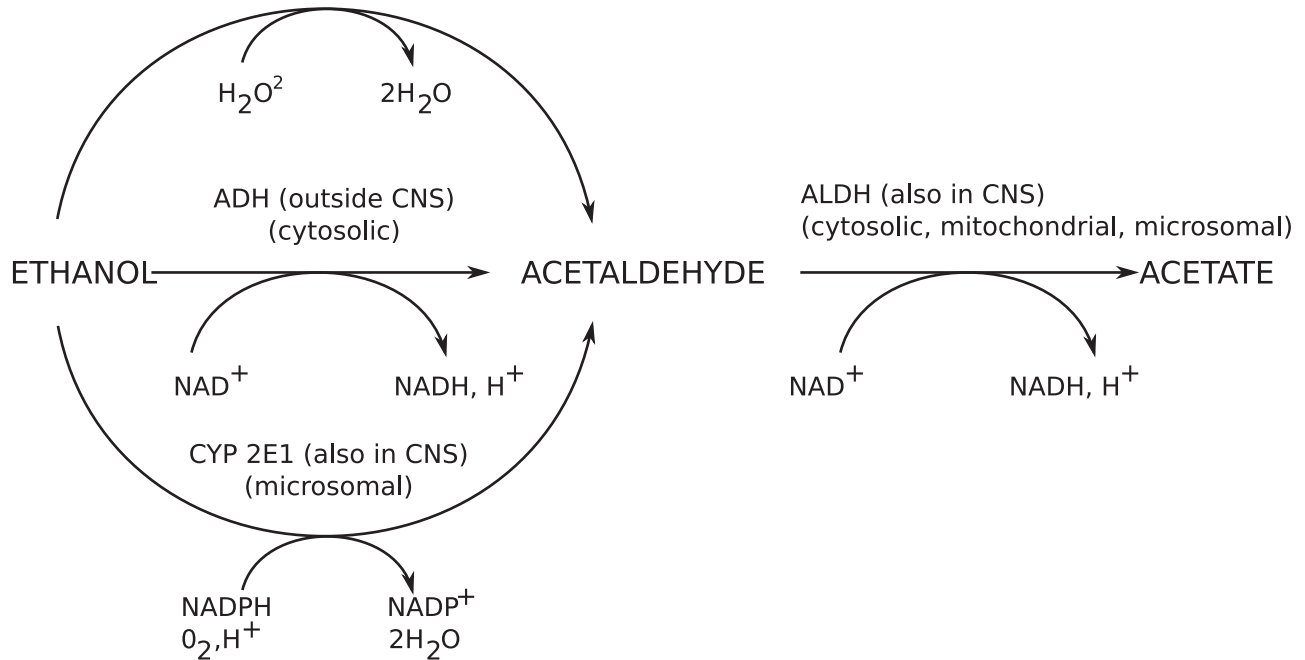 H₂O²
2H₂O
ADH (outside CNS)
(cytosolic)
ALDH (also in CNS)
(cytosolic, mitochondrial, microsomal)
ETHANOL
ACETALDEHYDE
ACETATE
NAD⁺
NADH, H⁺
NAD⁺
NADH, H⁺
CYP 2E1 (also in CNS)
(microsomal)
NADPH
0₂,H⁺
NADP⁺
2H₂O